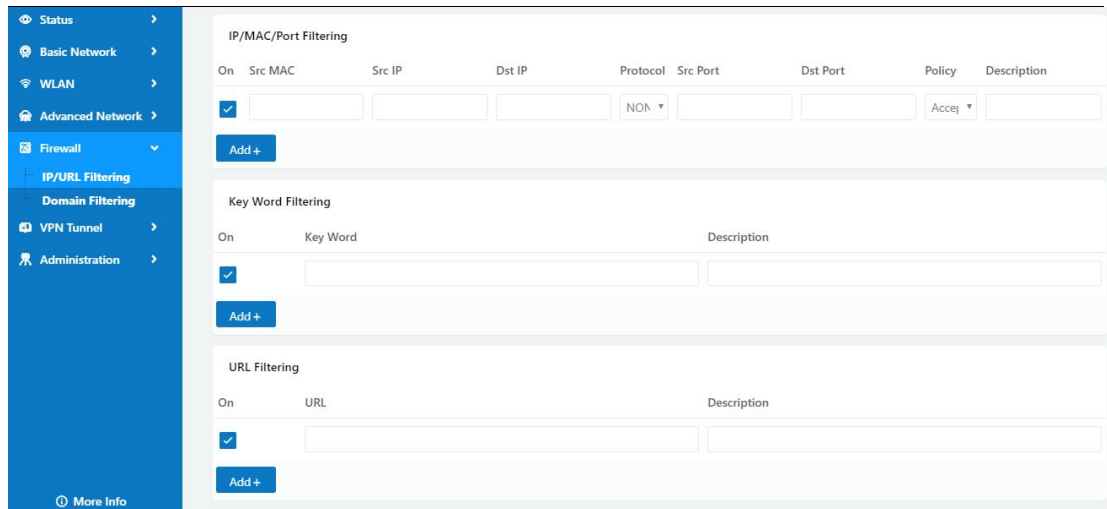 Status
Basic Network
WLAN
Advanced Network
Firewall
IP/URL Filtering
Domain Filtering
VPN Tunnel
Administration
More Info
IP/MAC/Port Filtering
On Src MAC Src IP Dst IP Protocol Src Port Dst Port Policy Description
NON Accep
Add +
Key Word Filtering
On Key Word Description
Add +
URL Filtering
On URL Description
Add +